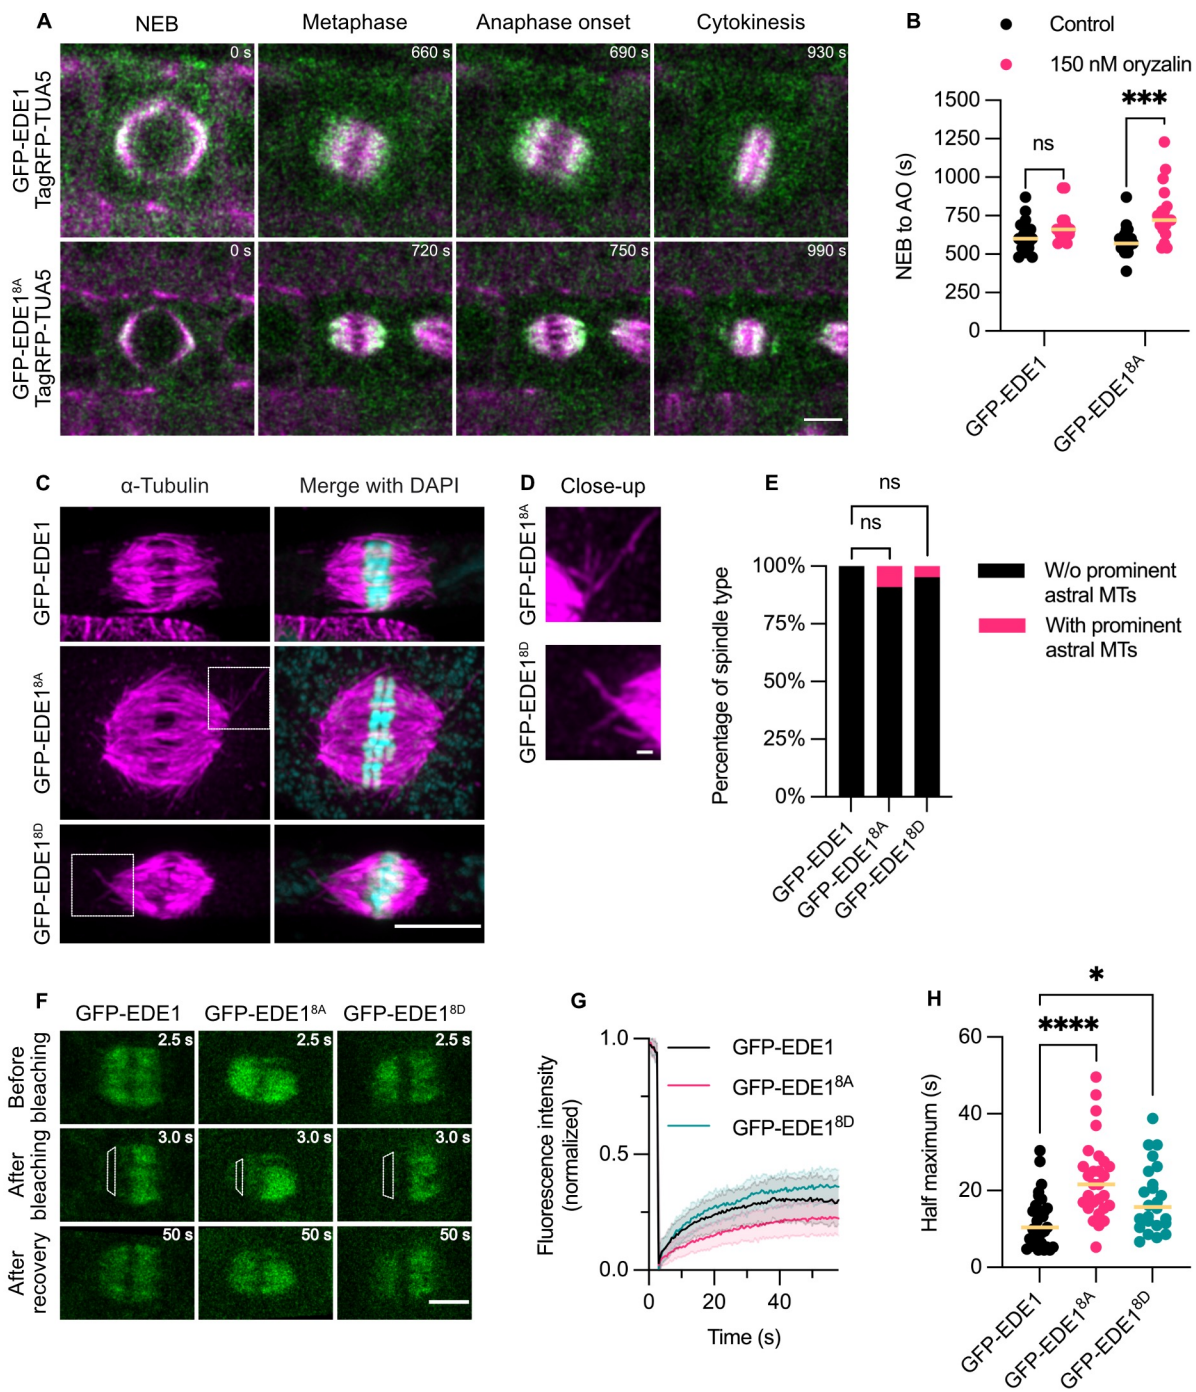 A
NEB
Metaphase
Anaphase onset
Cytokinesis
GFP-EDE1
TagRFP-TUA5
0 s
660 s
690 s
930 s
GFP-EDE1^8A
TagRFP-TUA5
0 s
720 s
750 s
990 s
B
Control
150 nM oryzalin
NEB to AO (s)
1500
1000
750
500
250
0
ns
***
GFP-EDE1
GFP-EDE1^8A
C
α-Tubulin
Merge with DAPI
GFP-EDE1
GFP-EDE1^8A
GFP-EDE1^8D
D
Close-up
GFP-EDE1^8A
GFP-EDE1^8D
E
ns
ns
Percentage of spindle type
100%
75%
50%
25%
0%
GFP-EDE1
GFP-EDE1^8A
GFP-EDE1^8D
W/o prominent
astral MTs
With prominent
astral MTs
F
GFP-EDE1
GFP-EDE1^8A
GFP-EDE1^8D
Before
bleaching
2.5 s
2.5 s
2.5 s
After
bleaching
3.0 s
3.0 s
3.0 s
After
recovery
50 s
50 s
50 s
G
Fluorescence intensity
(normalized)
1.0
0.5
0.0
GFP-EDE1
GFP-EDE1^8A
GFP-EDE1^8D
0
20
40
Time (s)
H
*
****
Half maximum (s)
60
40
20
0
GFP-EDE1
GFP-EDE1^8A
GFP-EDE1^8D